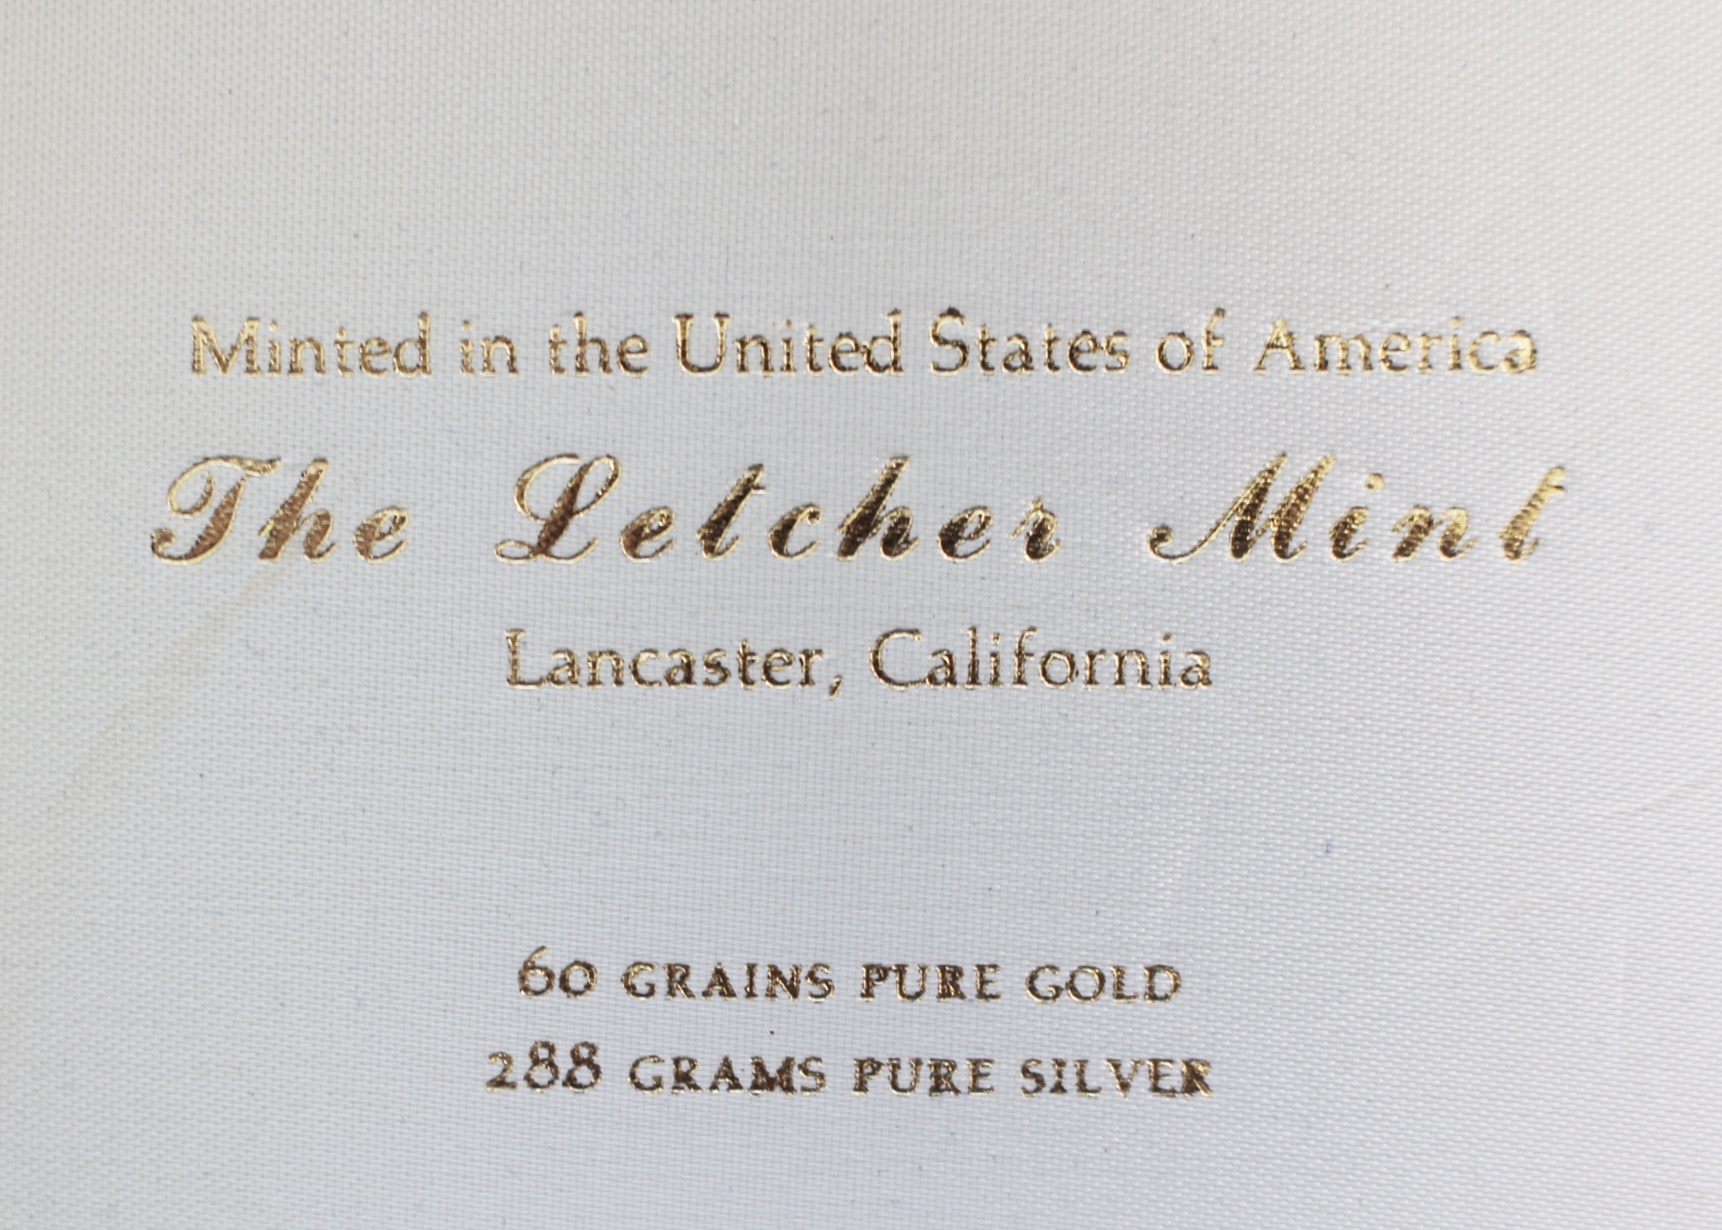 Minted in the United States of America
The Letcher Mint
Lancaster, California
60 GRAINS PURE GOLD
288 GRAMS PURE SILVER